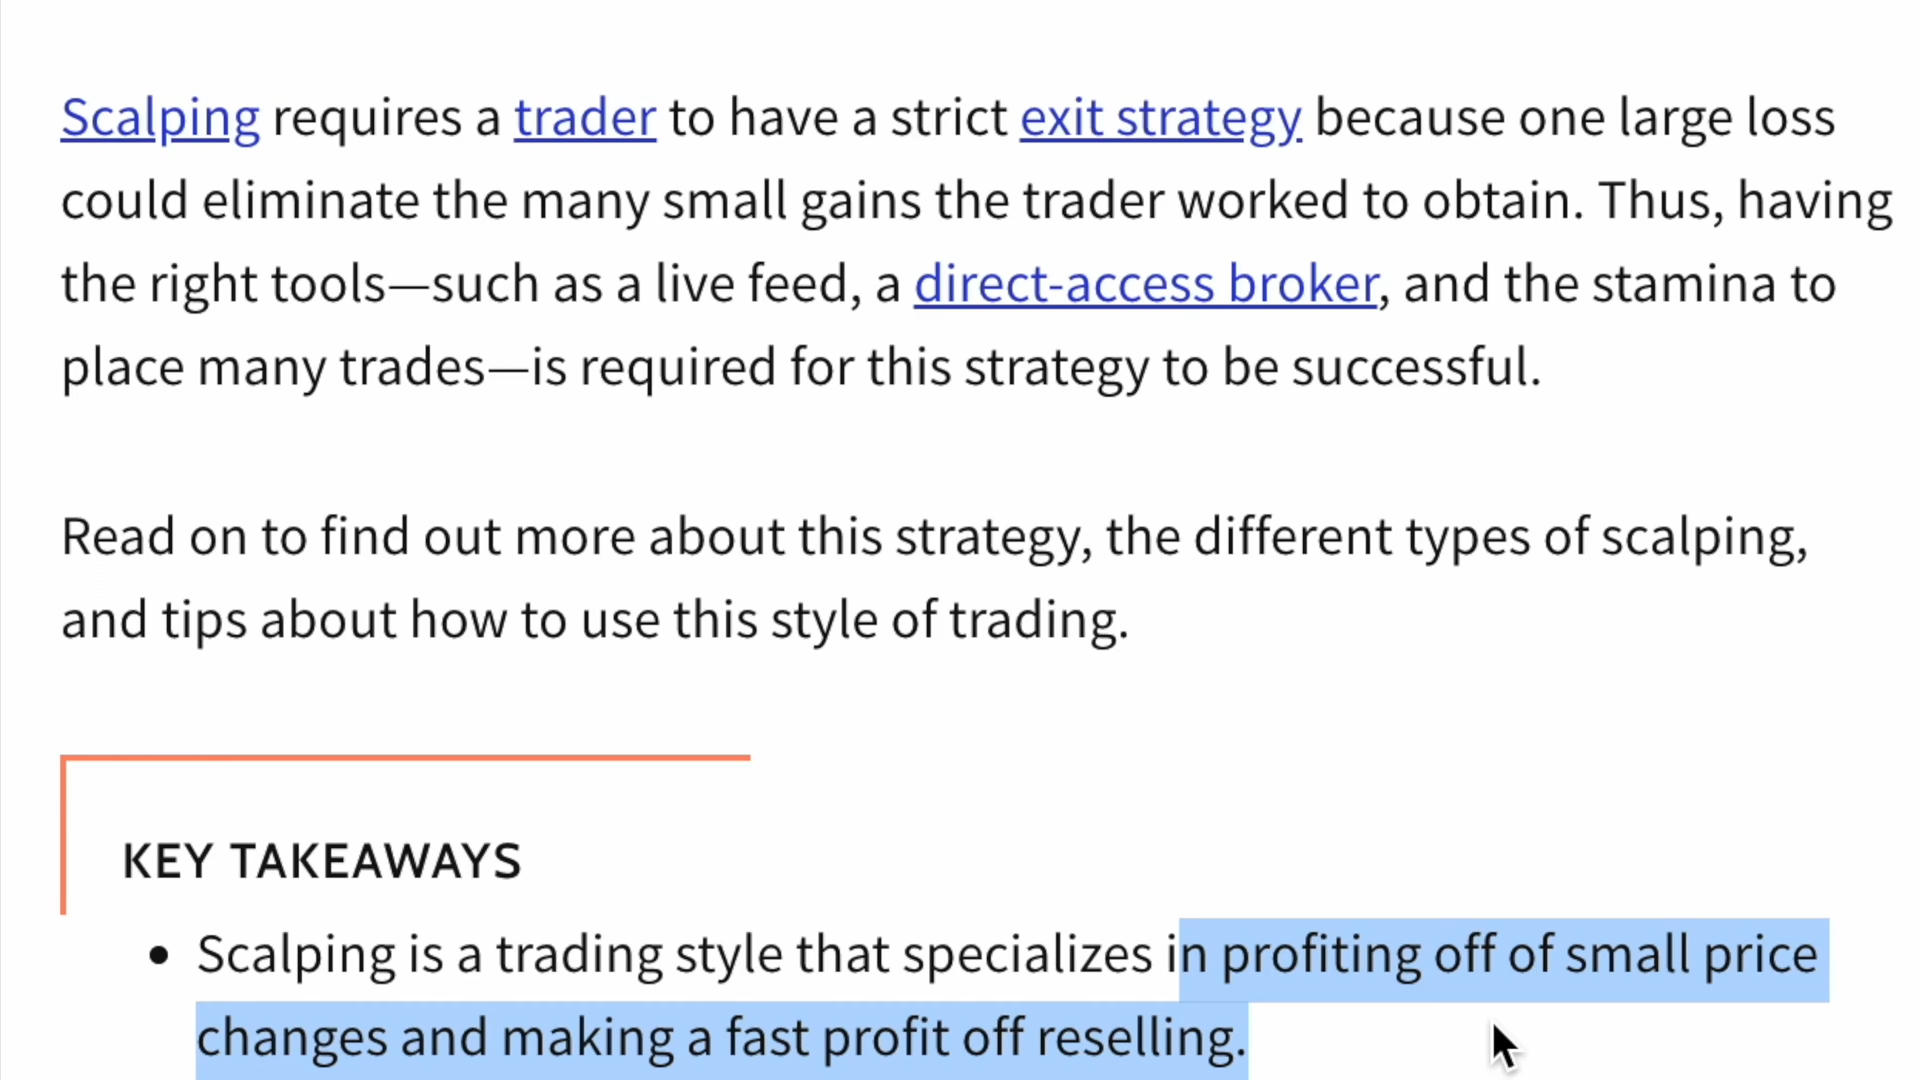 Scalping requires a trader to have a strict exit strategy because one large loss
could eliminate the many small gains the trader worked to obtain. Thus, having
the right tools—such as a live feed, a direct-access broker, and the stamina to
place many trades—is required for this strategy to be successful.
Read on to find out more about this strategy, the different types of scalping,
and tips about how to use this style of trading.
KEY TAKEAWAYS
• Scalping is a trading style that specializes in profiting off of small price
changes and making a fast profit off reselling.